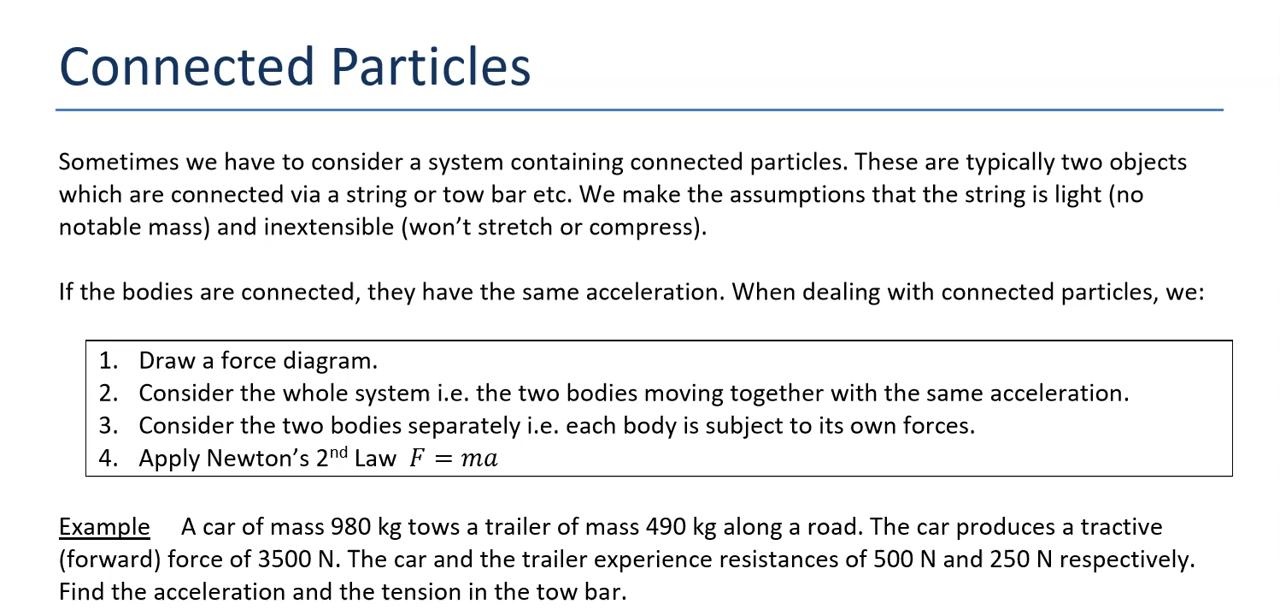 Connected Particles
Sometimes we have to consider a system containing connected particles. These are typically two objects
which are connected via a string or tow bar etc. We make the assumptions that the string is light (no
notable mass) and inextensible (won’t stretch or compress).
If the bodies are connected, they have the same acceleration. When dealing with connected particles, we:
1. Draw a force diagram.
2. Consider the whole system i.e. the two bodies moving together with the same acceleration.
3. Consider the two bodies separately i.e. each body is subject to its own forces.
4. Apply Newton’s 2nd Law F = ma
Example A car of mass 980 kg tows a trailer of mass 490 kg along a road. The car produces a tractive
(forward) force of 3500 N. The car and the trailer experience resistances of 500 N and 250 N respectively.
Find the acceleration and the tension in the tow bar.